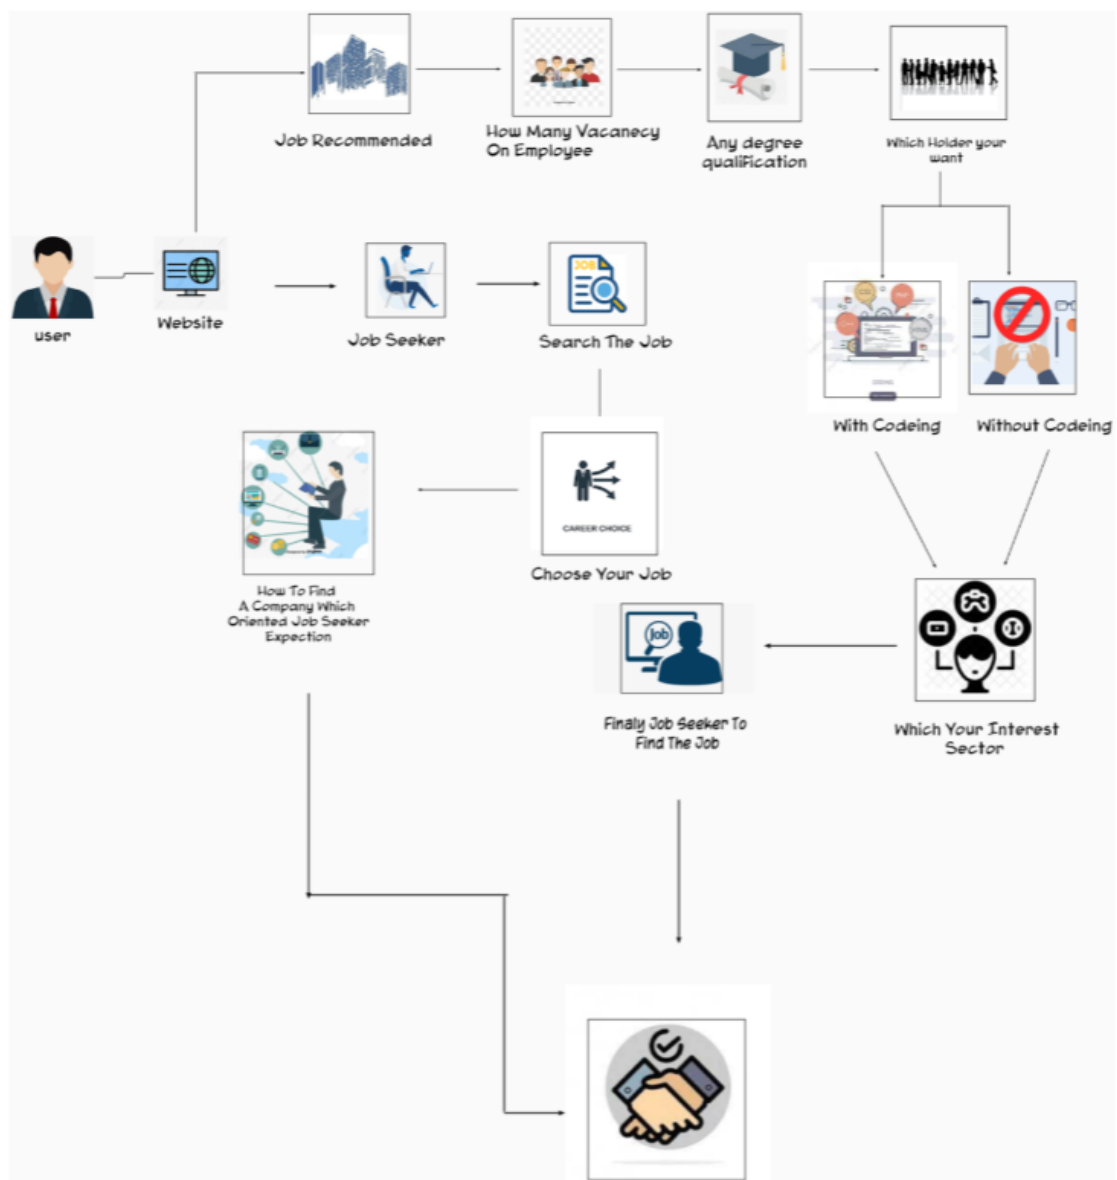 Job Recommended
How Many Vacanecy
On Employee
Any degree
qualification
Which Holder your
want
user
Website
Job Seeker
JOB
Search The Job
With Codeing
Without Codeing
CAREER CHOICE
Choose Your Job
How To Find
A Company Which
Oriented Job Seeker
Expection
Job
Finaly Job Seeker To
Find The Job
Which Your Interest
Sector